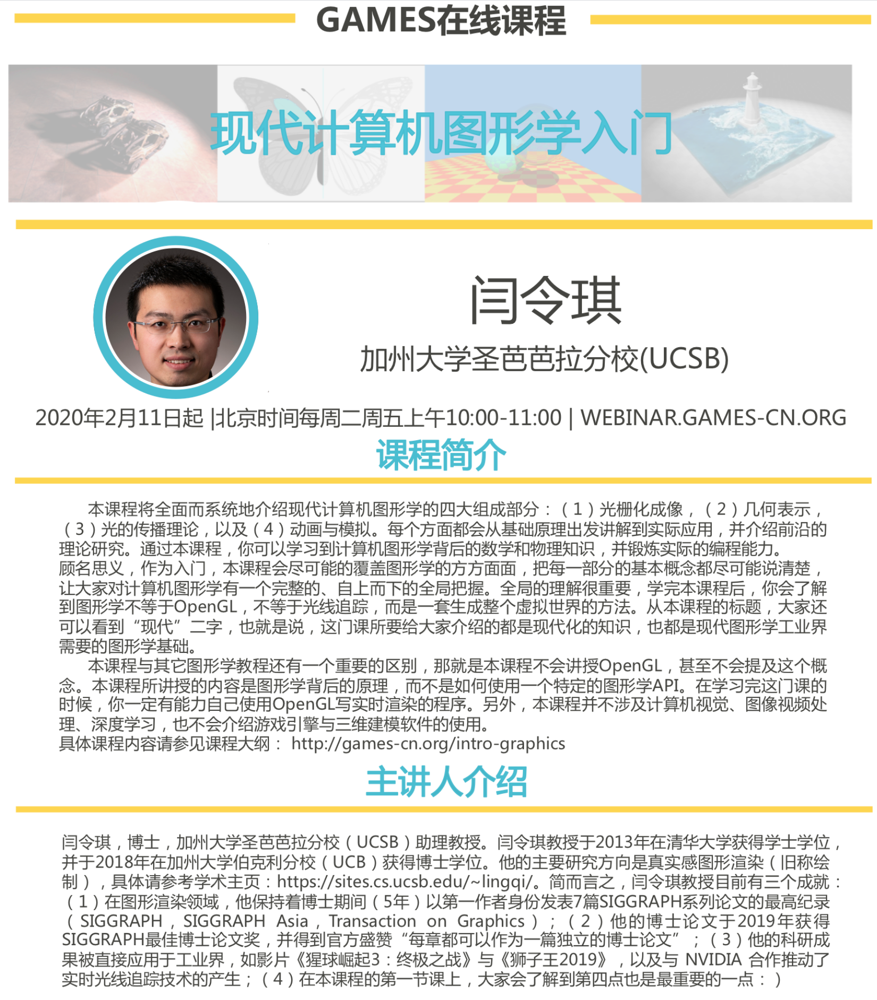 GAMES在线课程
现代计算机图形学入门
闫令琪
加州大学圣芭芭拉分校(UCSB)
2020年2月11日起 |北京时间每周二周五上午10:00-11:00 | WEBINAR.GAMES-CN.ORG
课程简介
本课程将全面而系统地介绍现代计算机图形学的四大组成部分：（1）光栅化成像，（2）几何表示，
（3）光的传播理论，以及（4）动画与模拟。每个方面都会从基础原理出发讲解到实际应用，并介绍前沿的
理论研究。通过本课程，你可以学习到计算机图形学背后的数学和物理知识，并锻炼实际的编程能力。
顾名思义，作为入门，本课程会尽可能的覆盖图形学的方方面面，把每一部分的基本概念都尽可能说清楚，
让大家对计算机图形学有一个完整的、自上而下的全局把握。全局的理解很重要，学完本课程后，你会了解
到图形学不等于OpenGL，不等于光线追踪，而是一套生成整个虚拟世界的方法。从本课程的标题，大家还
可以看到“现代”二字，也就是说，这门课所要给大家介绍的都是现代化的知识，也都是现代图形学工业界
需要的图形学基础。
本课程与其它图形学教程还有一个重要的区别，那就是本课程不会讲授OpenGL，甚至不会提及这个概
念。本课程所讲授的内容是图形学背后的原理，而不是如何使用一个特定的图形学API。在学习完这门课的
时候，你一定有能力自己使用OpenGL写实时渲染的程序。另外，本课程并不涉及计算机视觉、图像视频处
理、深度学习，也不会介绍游戏引擎与三维建模软件的使用。
具体课程内容请参见课程大纲： http://games-cn.org/intro-graphics
主讲人介绍
闫令琪，博士，加州大学圣芭芭拉分校（UCSB）助理教授。闫令琪教授于2013年在清华大学获得学士学位，
并于2018年在加州大学伯克利分校（UCB）获得博士学位。他的主要研究方向是真实感图形渲染（旧称绘
制），具体请参考学术主页：https://sites.cs.ucsb.edu/~lingqi/。简而言之，闫令琪教授目前有三个成就：
（1）在图形渲染领域，他保持着博士期间（5年）以第一作者身份发表7篇SIGGRAPH系列论文的最高纪录
（SIGGRAPH，SIGGRAPH Asia，Transaction on Graphics）；（2）他的博士论文于2019年获得
SIGGRAPH最佳博士论文奖，并得到官方盛赞“每章都可以作为一篇独立的博士论文”；（3）他的科研成
果被直接应用于工业界，如影片《猩球崛起3：终极之战》与《狮子王2019》，以及与 NVIDIA 合作推动了
实时光线追踪技术的产生；（4）在本课程的第一节课上，大家会了解到第四点也是最重要的一点：）